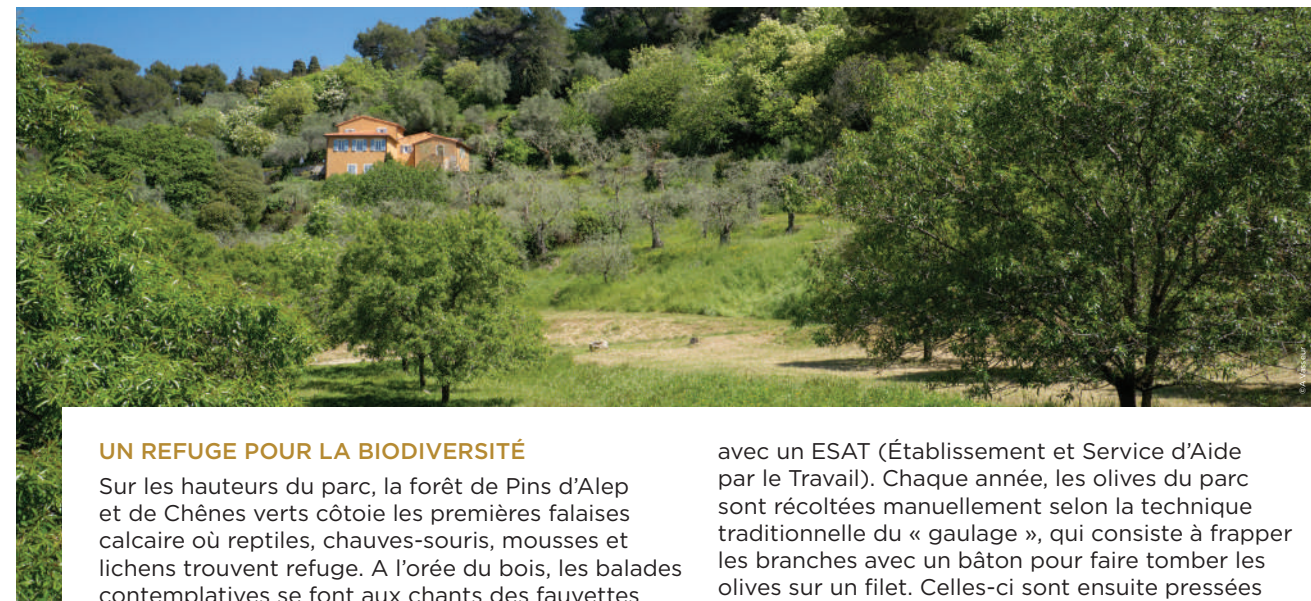 UN REFUGE POUR LA BIODIVERSITÉ
Sur les hauteurs du parc, la forêt de Pins d’Alep
et de Chênes verts côtoie les premières falaises
calcaire où reptiles, chauves-souris, mousses et
lichens trouvent refuge. A l’orée du bois, les balades
contemplatives se font aux chants des fauvettes
avec un ESAT (Établissement et Service d’Aide
par le Travail). Chaque année, les olives du parc
sont récoltées manuellement selon la technique
traditionnelle du « gaulage », qui consiste à frapper
les branches avec un bâton pour faire tomber les
olives sur un filet. Celles-ci sont ensuite pressées